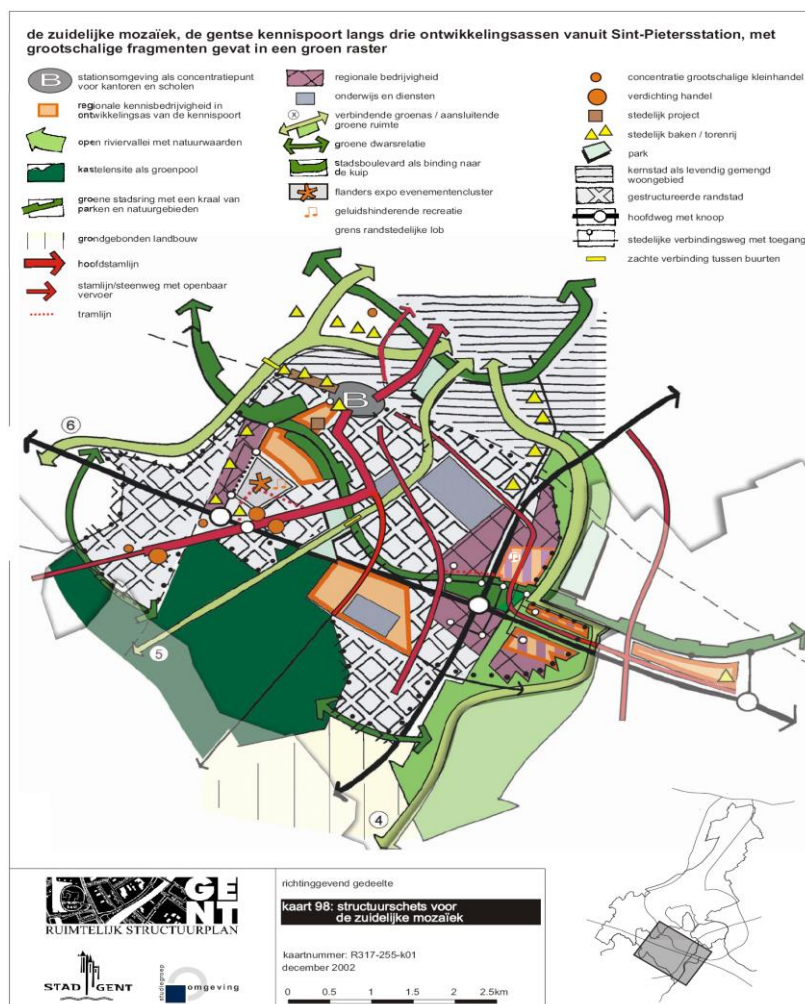 de zuidelijke mozaïek, de gentse kennispoort langs drie ontwikkelingsassen vanuit Sint-Pietersstation, met
grootschalige fragmenten gevat in een groen raster
B
stationsomgeving als concentratiepunt
voor kantoren en scholen
regionale kennisbedrijvigheid in
ontwikkelingsas van de kennispoort
open riviervallei met natuurwaarden
kastelensite als groenpool
groene stadsring met een kraal van
parken en natuurgebieden
grondgebonden landbouw
hoofdstamlijn
stamlijn/steenweg met openbaar
vervoer
tramlijn
regionale bedrijvigheid
onderwijs en diensten
x
verbindende groenas / aansluitende
groene ruimte
groene dwarsrelatie
stadsboulevard als binding naar
de kuip
flanders expo evenementencluster
geluidshinderende recreatie
grens randstedelijke lob
concentratie grootschalige kleinhandel
verdichting handel
stedelijk project
stedelijk baken / torenrij
park
kernstad als levendig gemengd
woongebied
gestructureerde randstad
hoofdweg met knoop
stedelijke verbindingsweg met toegang
zachte verbinding tussen buurten
B
6
5
4
GE
NT
RUIMTELIJK STRUCTUURPLAN
STAD GENT
studiegroep
omgeving
richtinggevend gedeelte
kaart 98: structuurschets voor
de zuidelijke mozaïek
kaartnummer: R317-255-k01
december 2002
0 0.5 1 1.5 2 2.5km